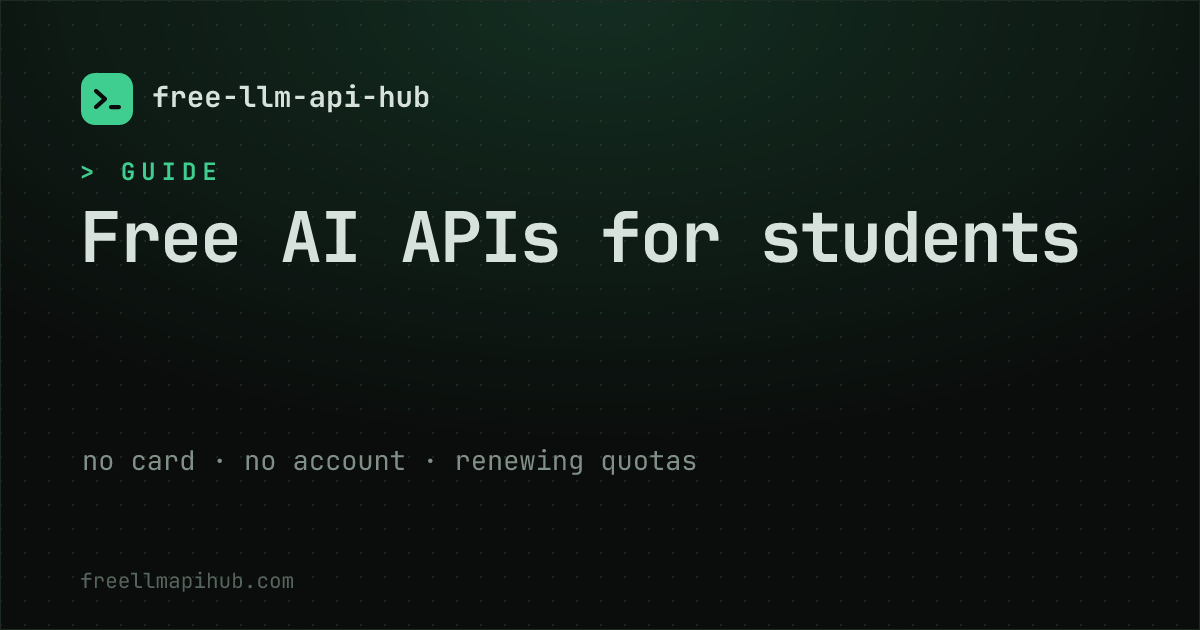 free-llm-api-hub
> GUIDE
Free AI APIs for students
no card · no account · renewing quotas
freellmapihub.com